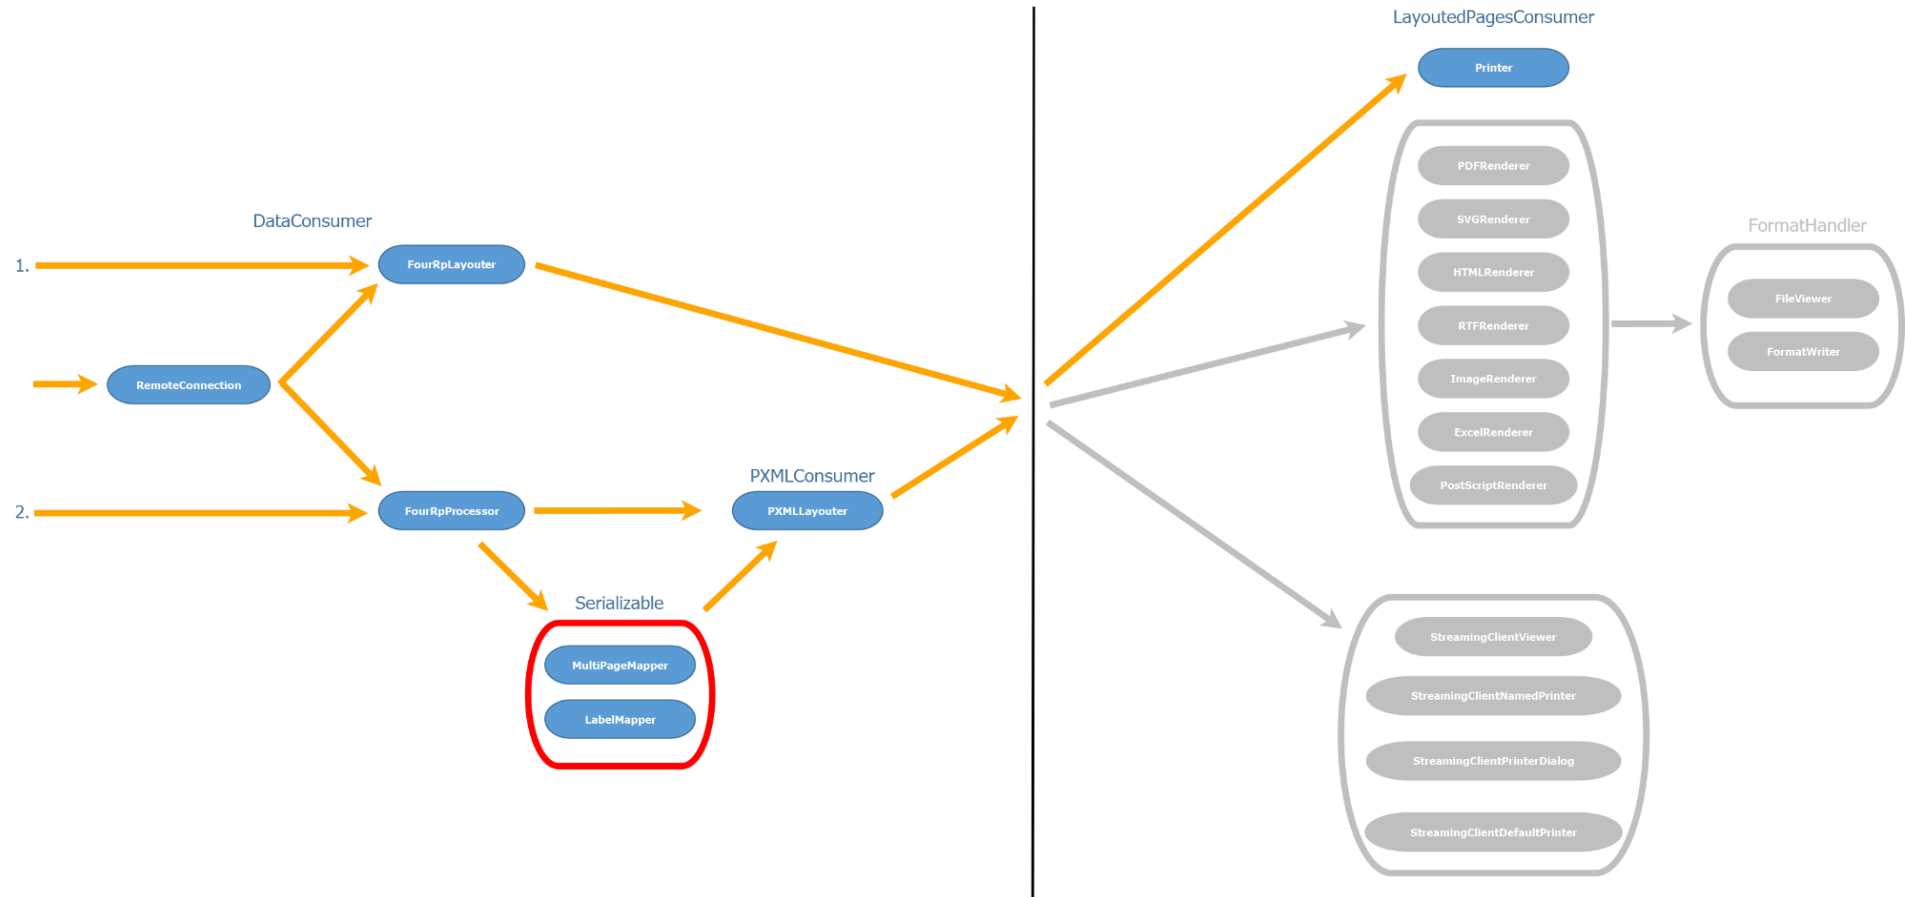 LayoutedPagesConsumer
Printer
PDFRenderer
SVGRenderer
HTMLRenderer
RTFRenderer
ImageRenderer
ExcelRenderer
PostScriptRenderer
FormatHandler
FileViewer
FormatWriter
DataConsumer
1.
FourRpLayouter
RemoteConnection
2.
FourRpProcessor
PXMLConsumer
PXMLLayouter
Serializable
MultiPageMapper
LabelMapper
StreamingClientViewer
StreamingClientNamedPrinter
StreamingClientPrinterDialog
StreamingClientDefaultPrinter